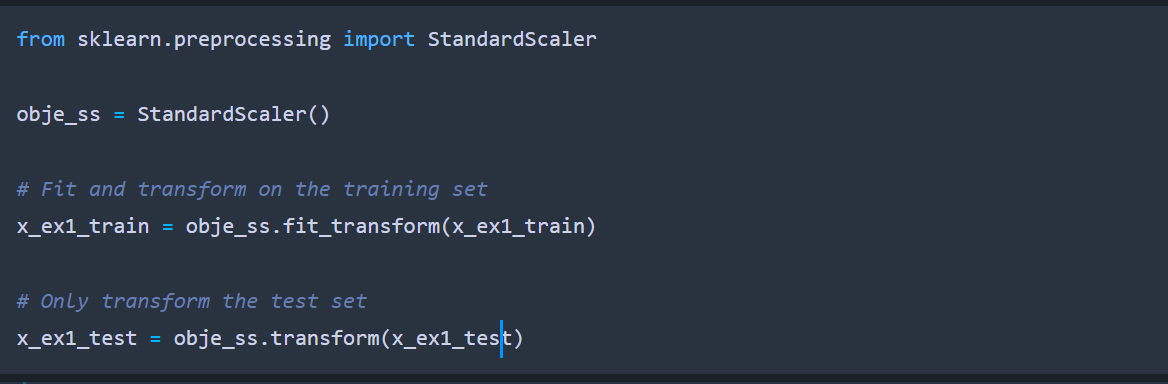 from sklearn.preprocessing import StandardScaler
obje_ss = StandardScaler()
# Fit and transform on the training set
x_ex1_train = obje_ss.fit_transform(x_ex1_train)
# Only transform the test set
x_ex1_test = obje_ss.transform(x_ex1_test)